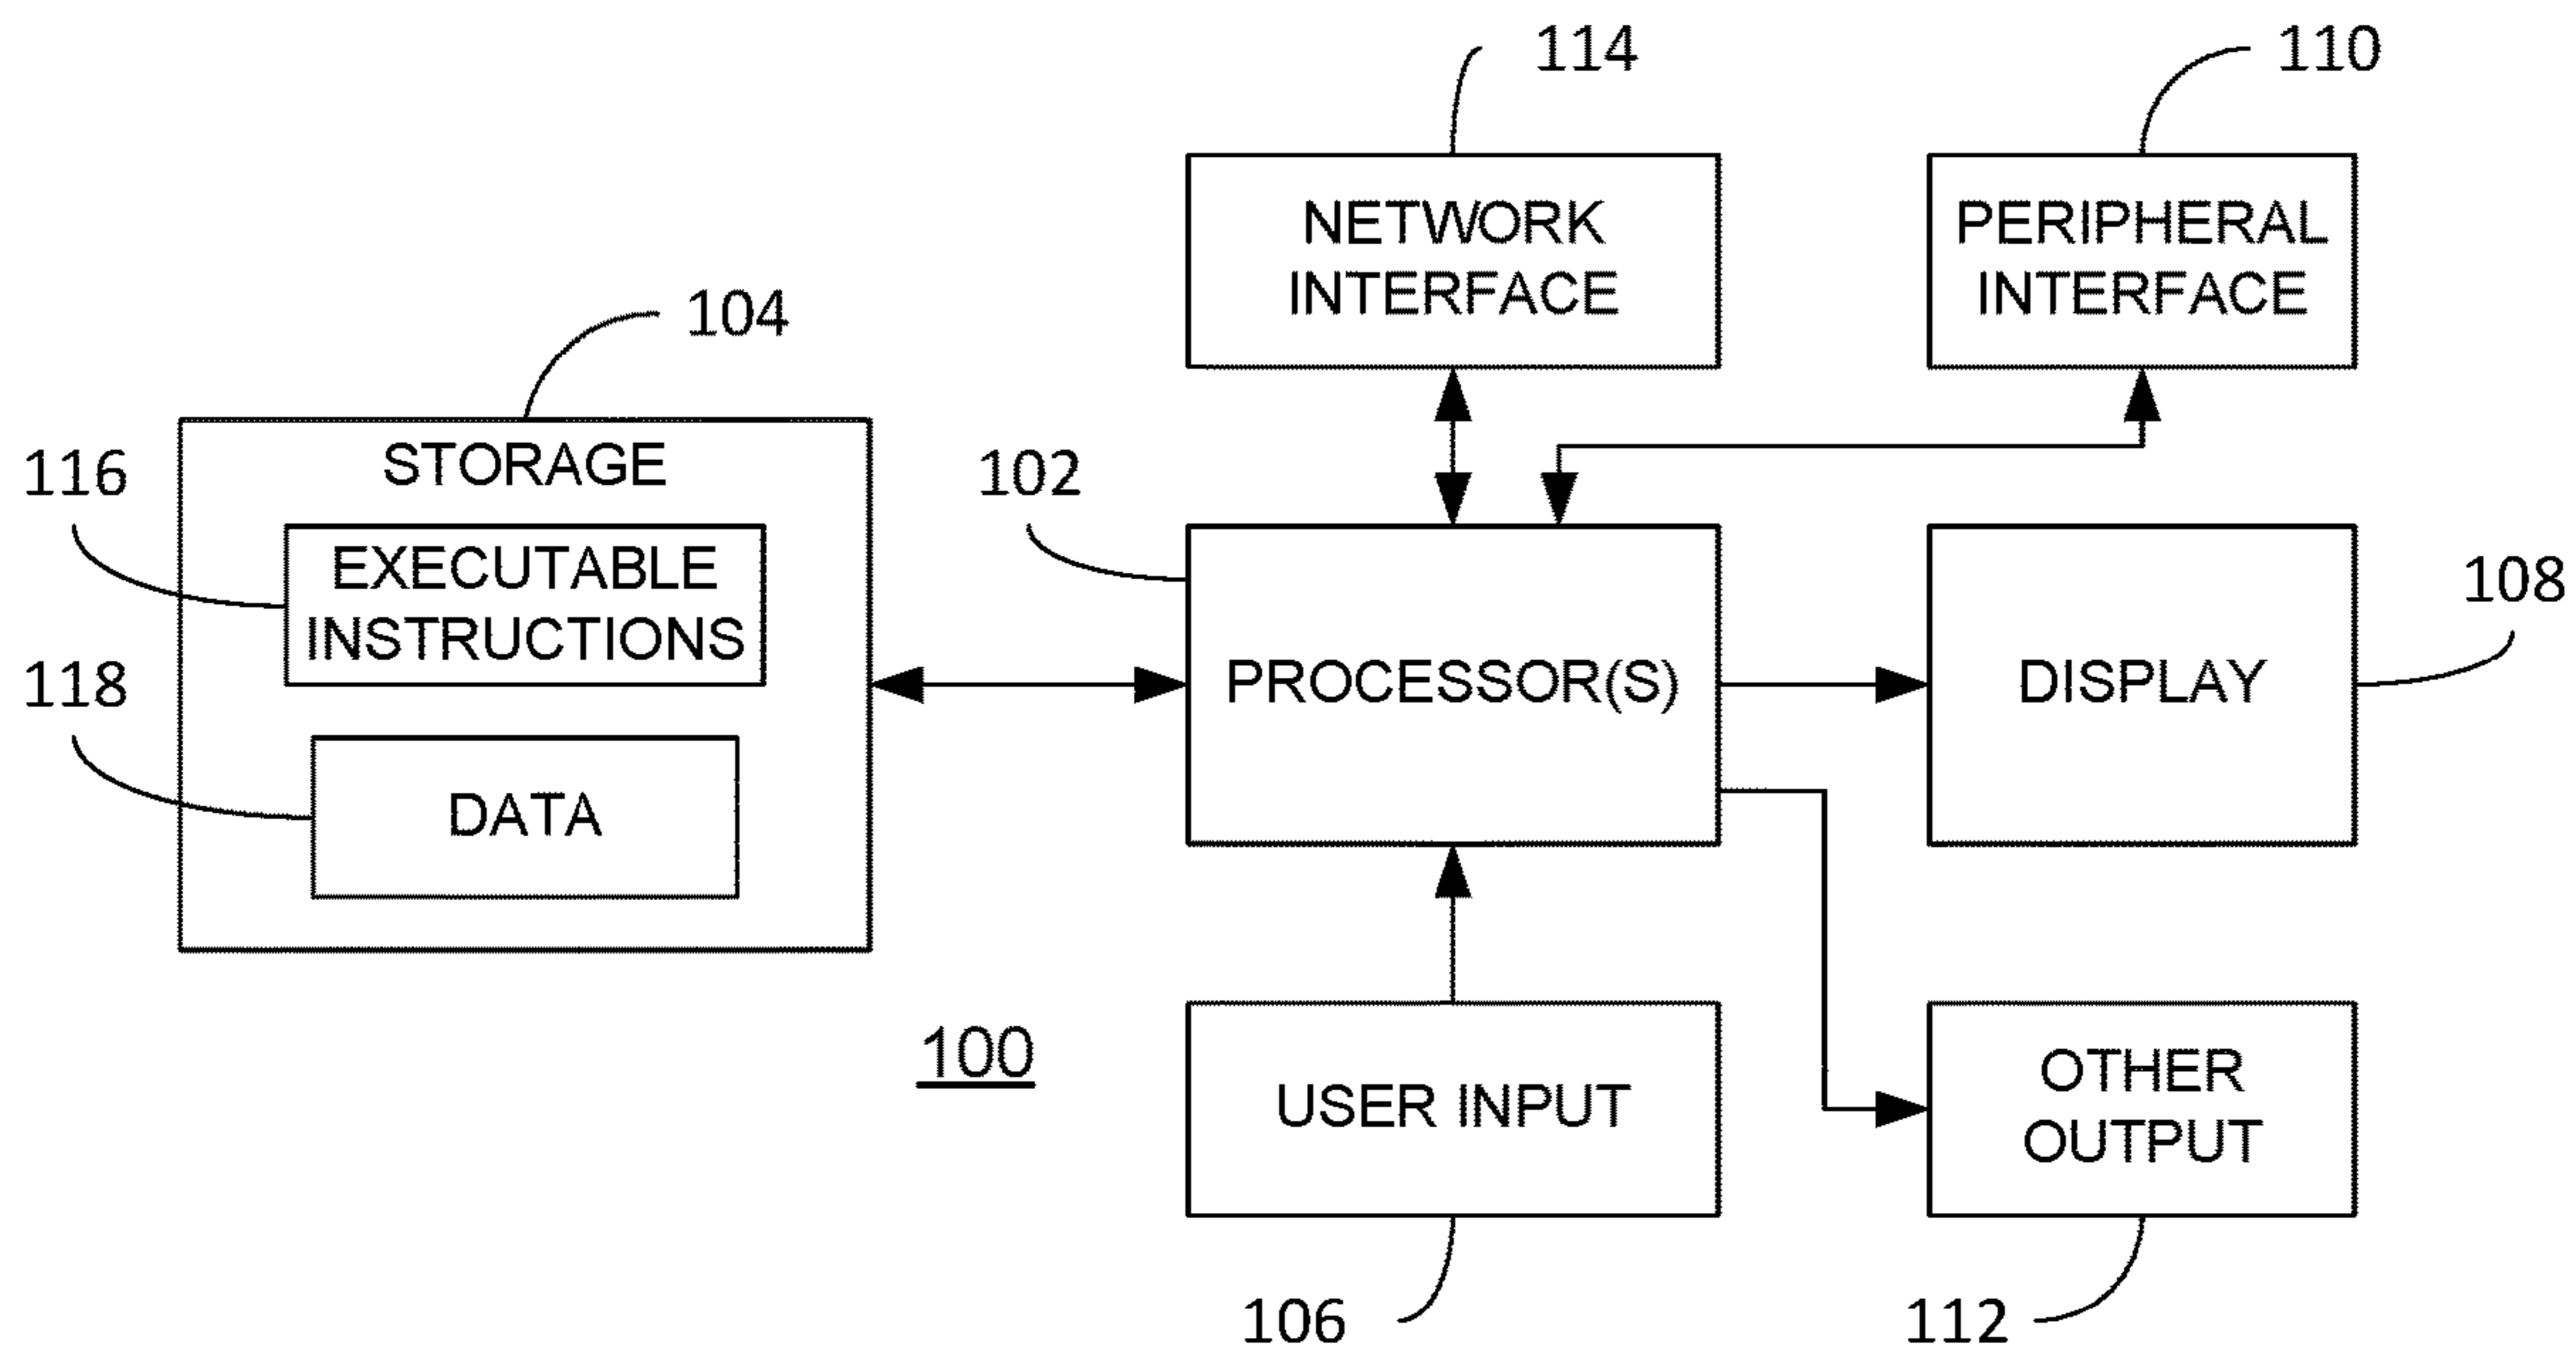 114
110
NETWORK
INTERFACE
PERIPHERAL
INTERFACE
104
STORAGE
116
EXECUTABLE
INSTRUCTIONS
118
DATA
102
PROCESSOR(S)
DISPLAY
108
100
USER INPUT
OTHER
OUTPUT
106
112